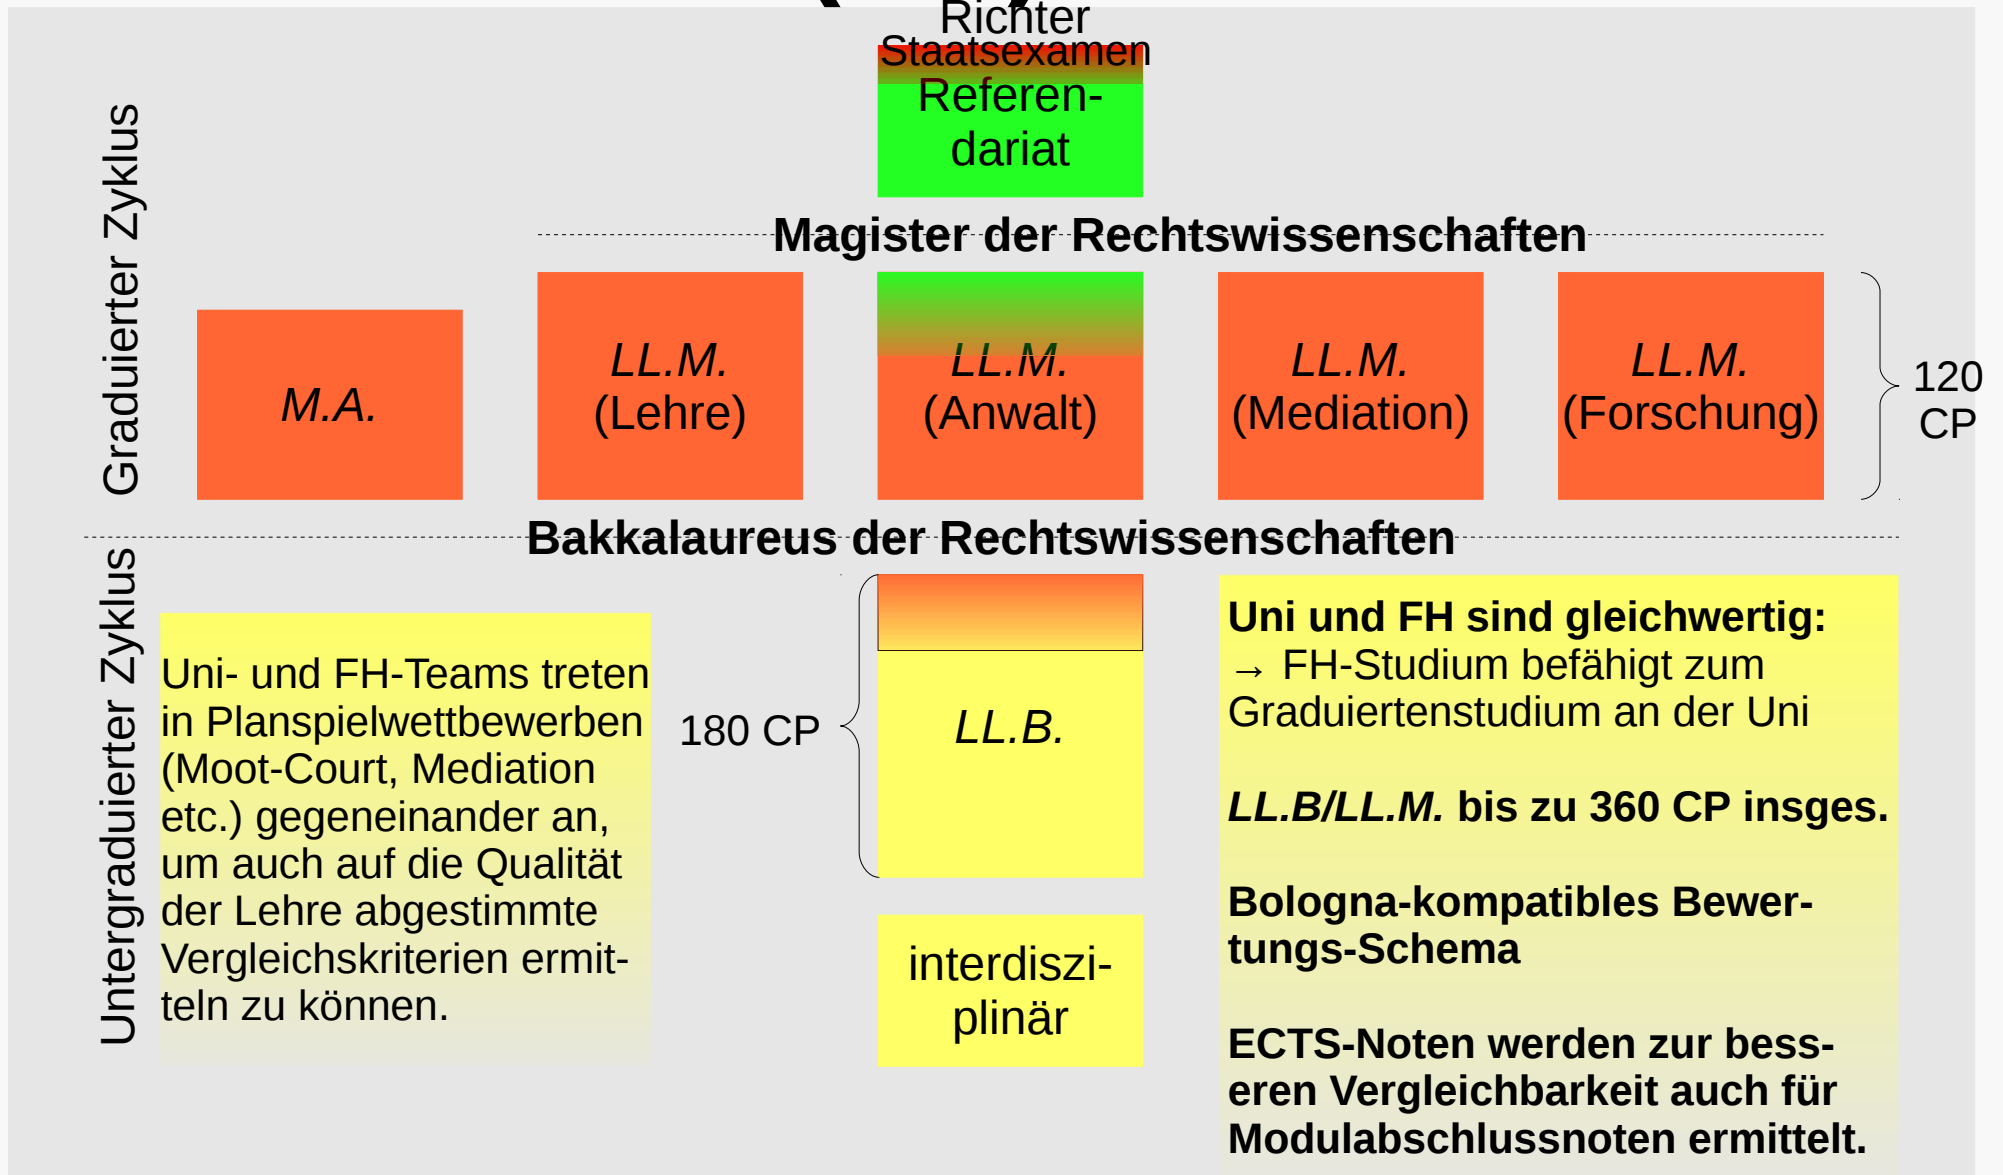 Richter
Staatsexamen
Referen-
dariat
Graduierter Zyklus
Magister der Rechtswissenschaften
M.A.
LL.M.
(Lehre)
LL.M.
(Anwalt)
LL.M.
(Mediation)
LL.M.
(Forschung)
120
CP
Bakkalaureus der Rechtswissenschaften
Untergraduierter Zyklus
Uni- und FH-Teams treten
in Planspielwettbewerben
(Moot-Court, Mediation
etc.) gegeneinander an,
um auch auf die Qualität
der Lehre abgestimmte
Vergleichskriterien ermit-
teln zu können.
180 CP
LL.B.
interdiszi-
plinär
Uni und FH sind gleichwertig:
→ FH-Studium befähigt zum
Graduiertenstudium an der Uni
LL.B/LL.M. bis zu 360 CP insges.
Bologna-kompatibles Bewer-
tungs-Schema
ECTS-Noten werden zur bess-
eren Vergleichbarkeit auch für
Modulabschlussnoten ermittelt.